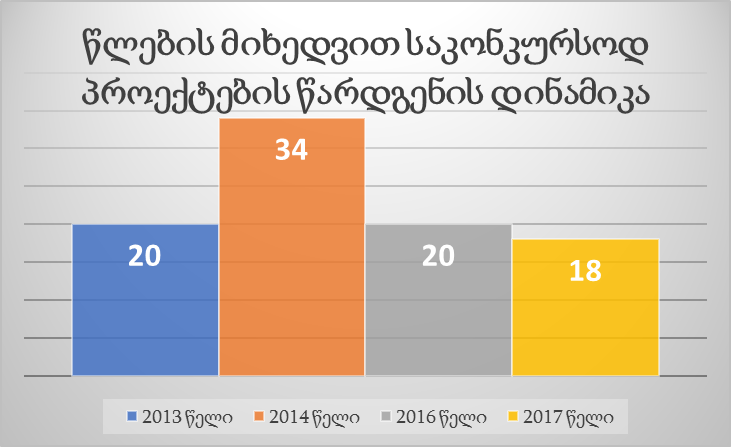 წლების მიხედვით საკონკურსოდ
პროექტების წარდგენის დინამიკა
34
20
20
18
2013 წელი
2014 წელი
2016 წელი
2017 წელი